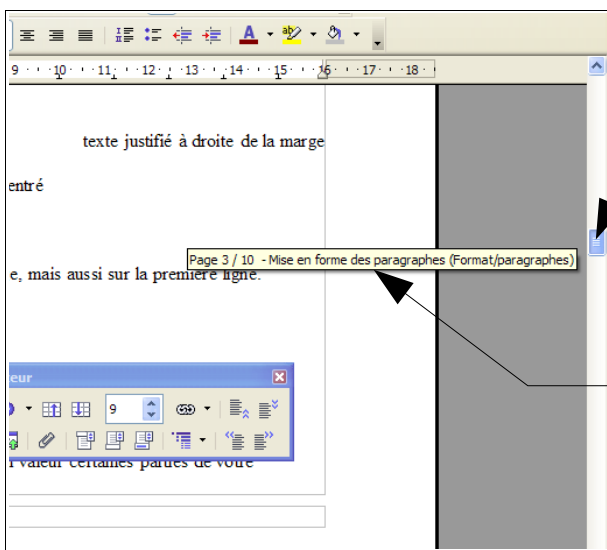 9 10 11 12 13 14 15 16 17 18
texte justifié à droite de la marge
entré
Page 3 / 10 - Mise en forme des paragraphes (Format/paragraphes)
e, mais aussi sur la première ligne.
eur
9
valeur certaines parties de votre